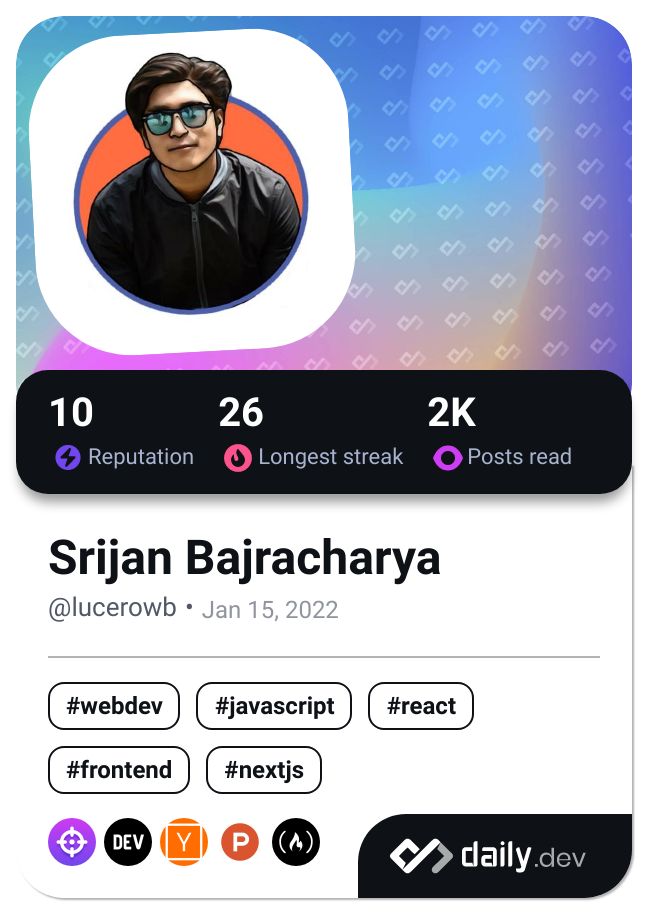 10 26 2K
Reputation Longest streak Posts read
Srijan Bajracharya
@lucerowb • Jan 15, 2022
#webdev #javascript #react
#frontend #nextjs
DEV Y P
daily.dev